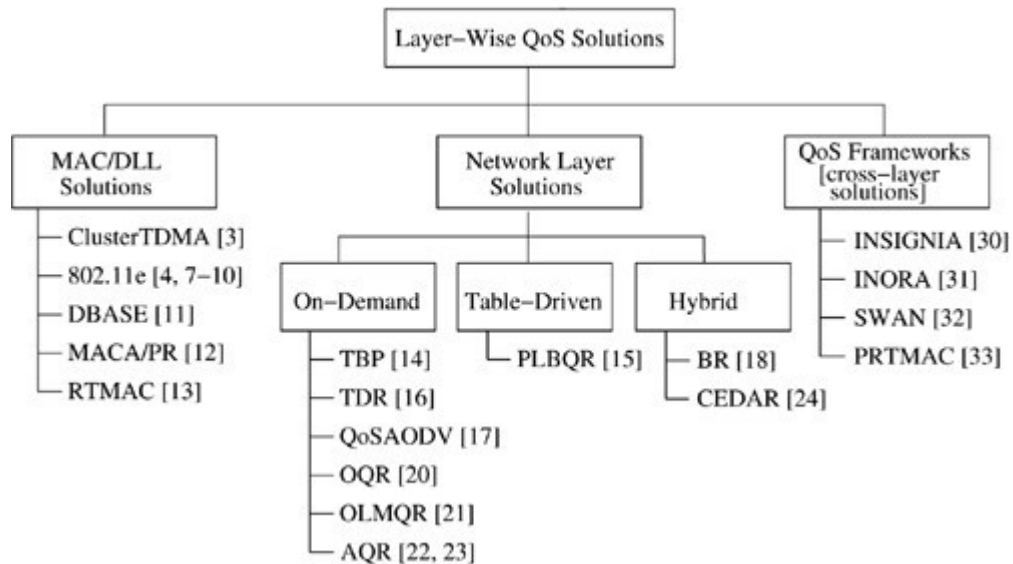 Layer−Wise QoS Solutions
MAC/DLL
Solutions
ClusterTDMA [3]
802.11e [4, 7−10]
DBASE [11]
MACA/PR [12]
RTMAC [13]
Network Layer
Solutions
On−Demand
TBP [14]
TDR [16]
QoSAODV [17]
OQR [20]
OLMQR [21]
AQR [22, 23]
Table−Driven
PLBQR [15]
Hybrid
BR [18]
CEDAR [24]
QoS Frameworks
[cross−layer
solutions]
INSIGNIA [30]
INORA [31]
SWAN [32]
PRTMAC [33]